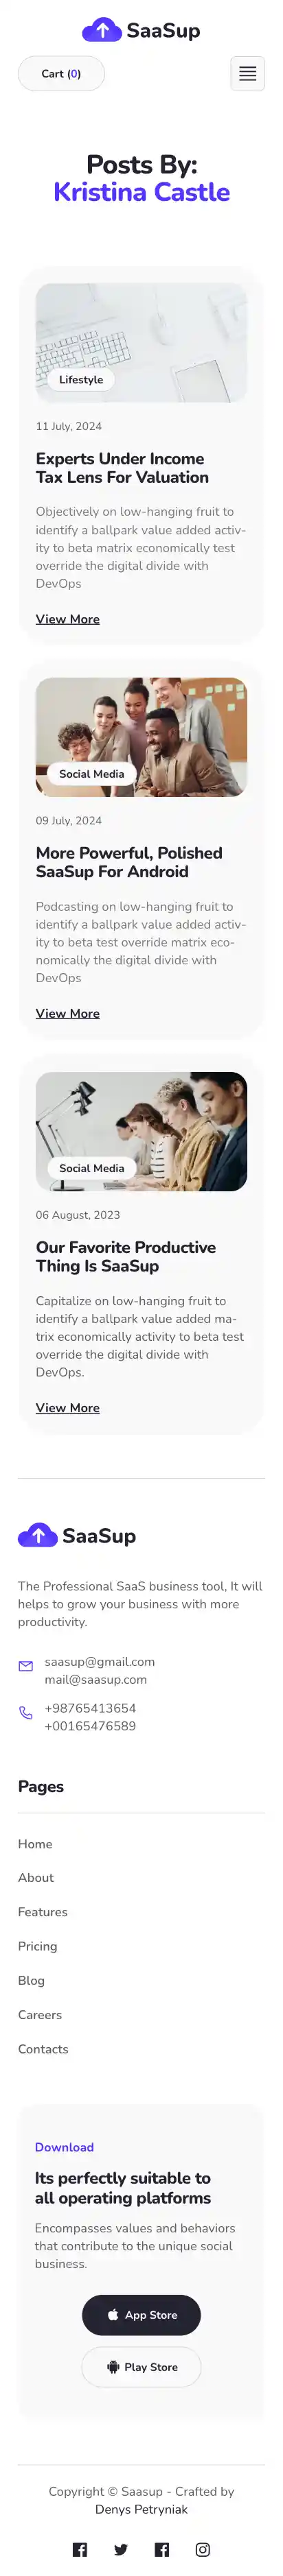 SaaSup
Cart (0)
Posts By:
Kristina Castle
Lifestyle
11 July, 2024
Experts Under Income
Tax Lens For Valuation
Objectively on low-hanging fruit to
identify a ballpark value added activ-
ity to beta matrix economically test
override the digital divide with
DevOps
View More
Social Media
09 July, 2024
More Powerful, Polished
SaaSup For Android
Podcasting on low-hanging fruit to
identify a ballpark value added activ-
ity to beta test override matrix eco-
nomically the digital divide with
DevOps
View More
Social Media
06 August, 2023
Our Favorite Productive
Thing Is SaaSup
Capitalize on low-hanging fruit to
identify a ballpark value added ma-
trix economically activity to beta test
override the digital divide with
DevOps.
View More
SaaSup
The Professional SaaS business tool, It will
helps to grow your business with more
productivity.
saasup@gmail.com
mail@saasup.com
+98765413654
+00165476589
Pages
Home
About
Features
Pricing
Blog
Careers
Contacts
Download
Its perfectly suitable to
all operating platforms
Encompasses values and behaviors
that contribute to the unique social
business.
App Store
Play Store
Copyright © Saasup - Crafted by
Denys Petryniak